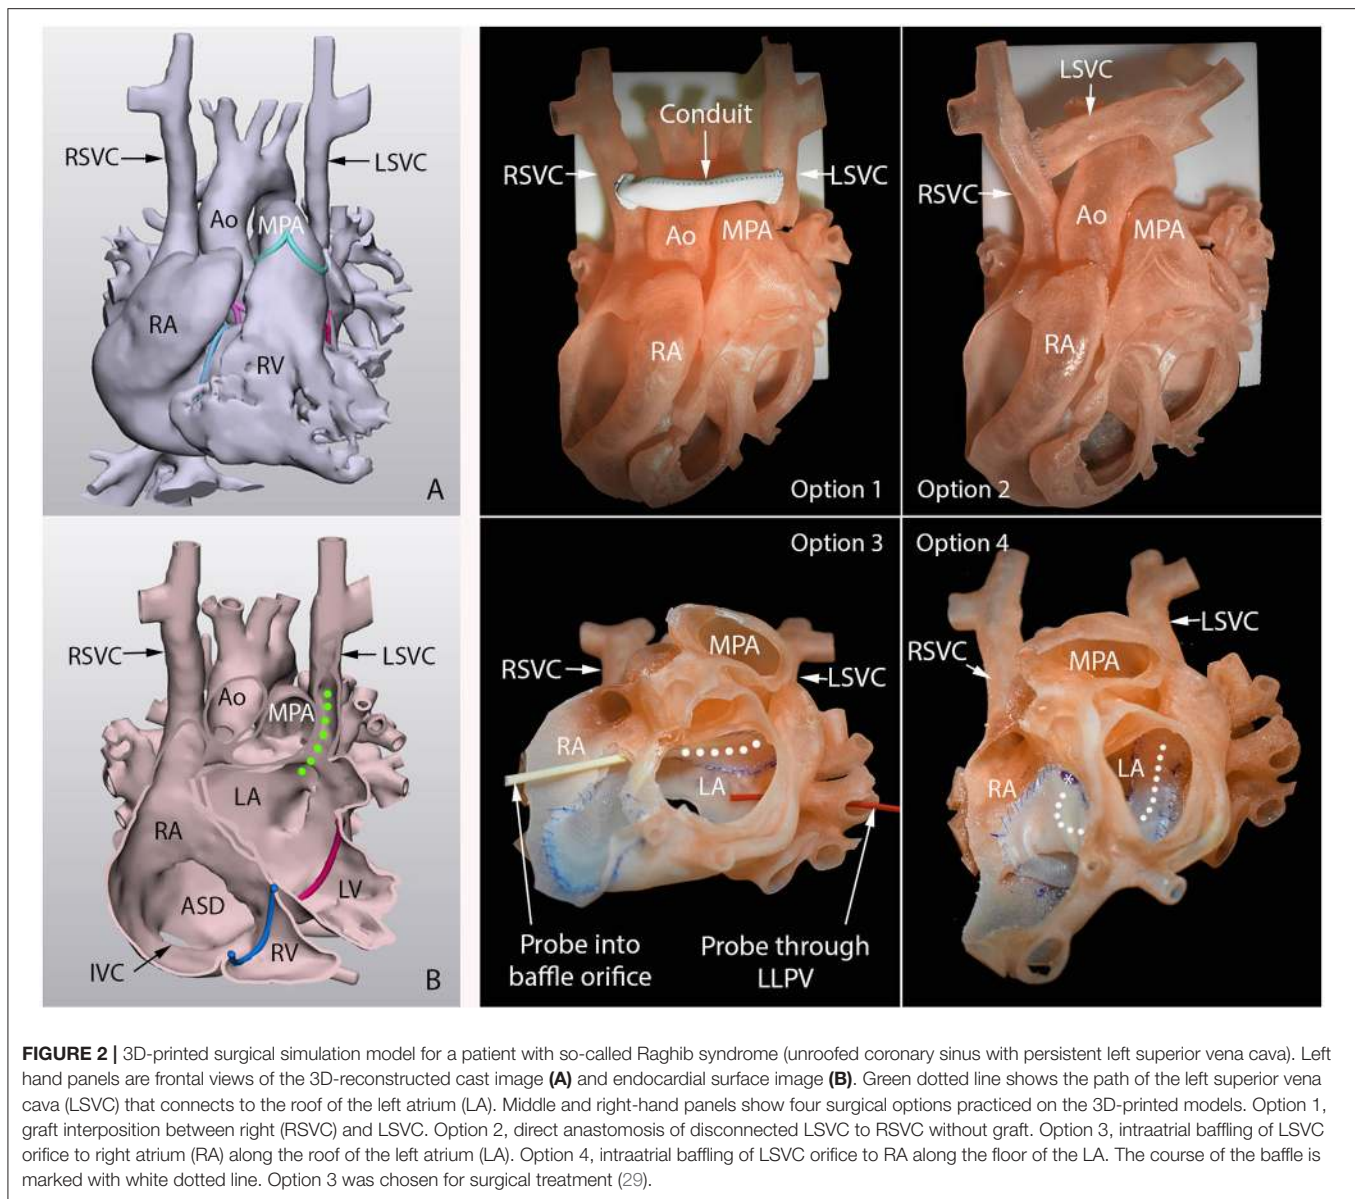 RSVC
LSVC
Ao
MPA
RA
RV
A
Conduit
RSVC
LSVC
Ao
MPA
RA
Option 1
LSVC
RSVC
Ao
MPA
RA
Option 2
RSVC
LSVC
Ao
MPA
LA
RA
LV
ASD
RV
IVC
B
Option 3
MPA
RSVC
LSVC
RA
LA
Probe into
baffle orifice
Probe through
LLPV
Option 4
LSVC
RSVC
MPA
LA
RA
*
FIGURE 2 | 3D-printed surgical simulation model for a patient with so-called Raghib syndrome (unroofed coronary sinus with persistent left superior vena cava). Left
hand panels are frontal views of the 3D-reconstructed cast image (A) and endocardial surface image (B). Green dotted line shows the path of the left superior vena
cava (LSVC) that connects to the roof of the left atrium (LA). Middle and right-hand panels show four surgical options practiced on the 3D-printed models. Option 1,
graft interposition between right (RSVC) and LSVC. Option 2, direct anastomosis of disconnected LSVC to RSVC without graft. Option 3, intraatrial baffling of LSVC
orifice to right atrium (RA) along the roof of the left atrium (LA). Option 4, intraatrial baffling of LSVC orifice to RA along the floor of the LA. The course of the baffle is
marked with white dotted line. Option 3 was chosen for surgical treatment (29).